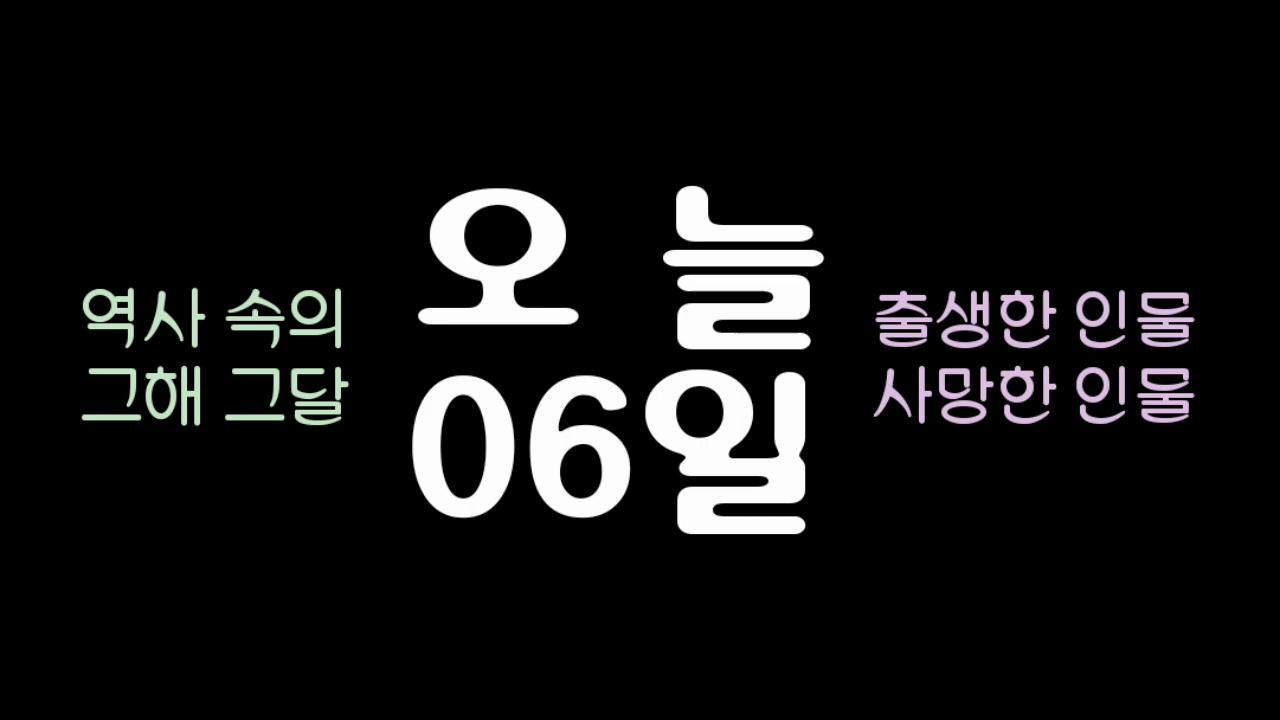 역사 속의
그해 그달
오 늘
06일
출생한 인물
사망한 인물